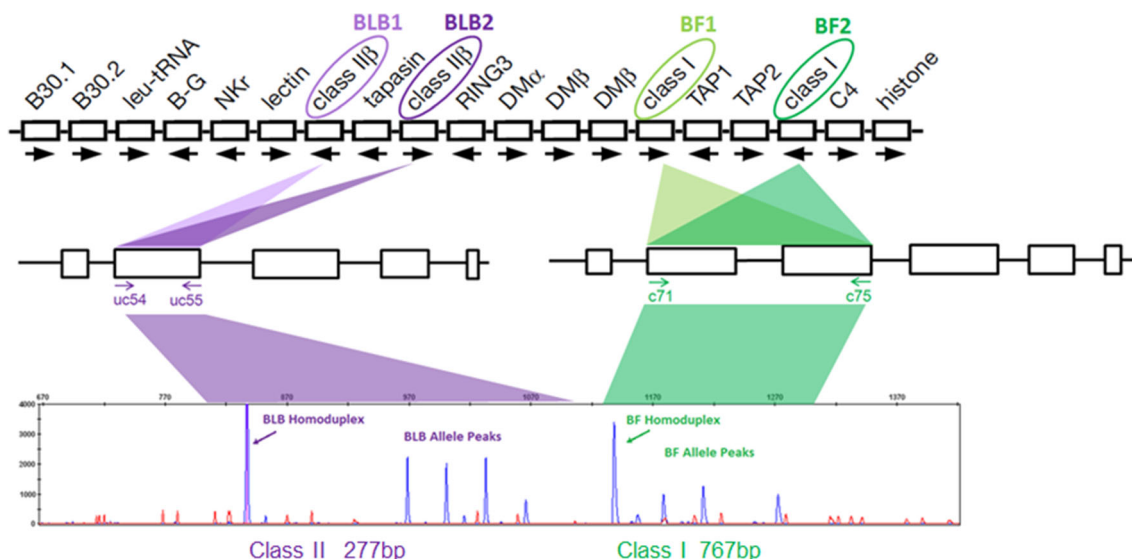 BLB1 BLB2 BF1 BF2
B30.1 B30.2 leu-tRNA B-G NKr lectin class IIβ tapasin class IIβ RING3 DMα DMβ DMβ class I TAP1 TAP2 class I C4 histone
uc54 uc55 c71 c75
670 770 870 970 1070 1170 1270 1370
4000
BLB Homoduplex
BLB Allele Peaks
BF Homoduplex
BF Allele Peaks
3000
2000
1000
0
Class II 277bp Class I 767bp